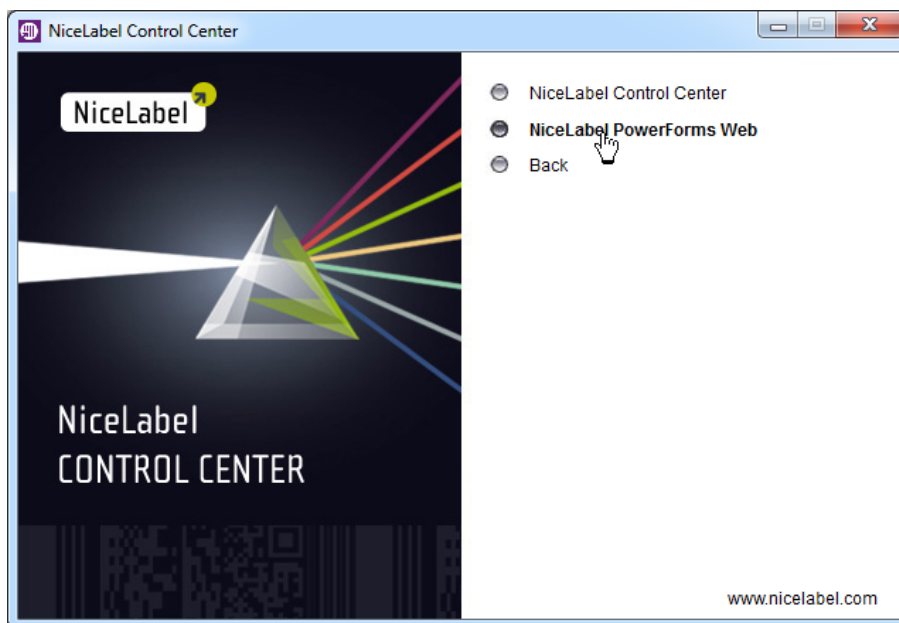 NiceLabel Control Center
NiceLabel
NiceLabel
CONTROL CENTER
NiceLabel Control Center
NiceLabel PowerForms Web
Back
www.nicelabel.com